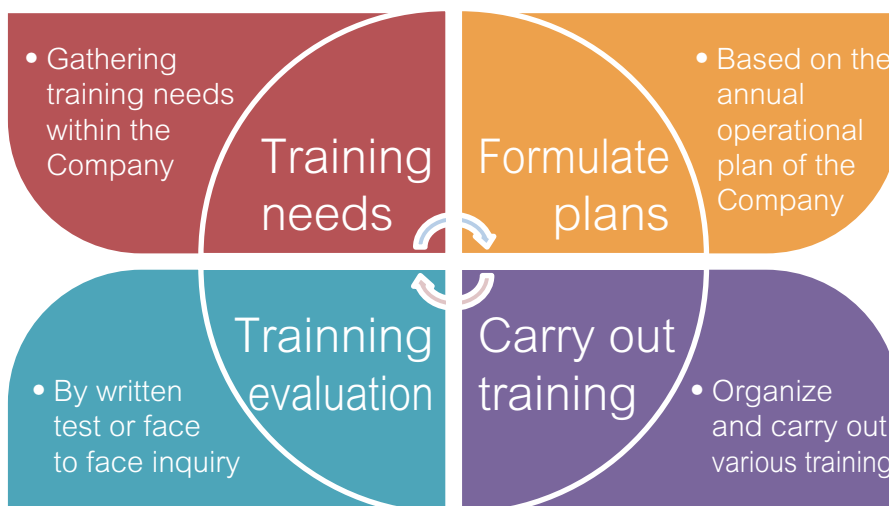 • Gathering
training needs
within the
Company
Training
needs
Formulate
plans
• Based on the
annual
operational
plan of the
Company
Trainning
evaluation
• By written
test or face
to face inquiry
Carry out
training
• Organize
and carry out
various training